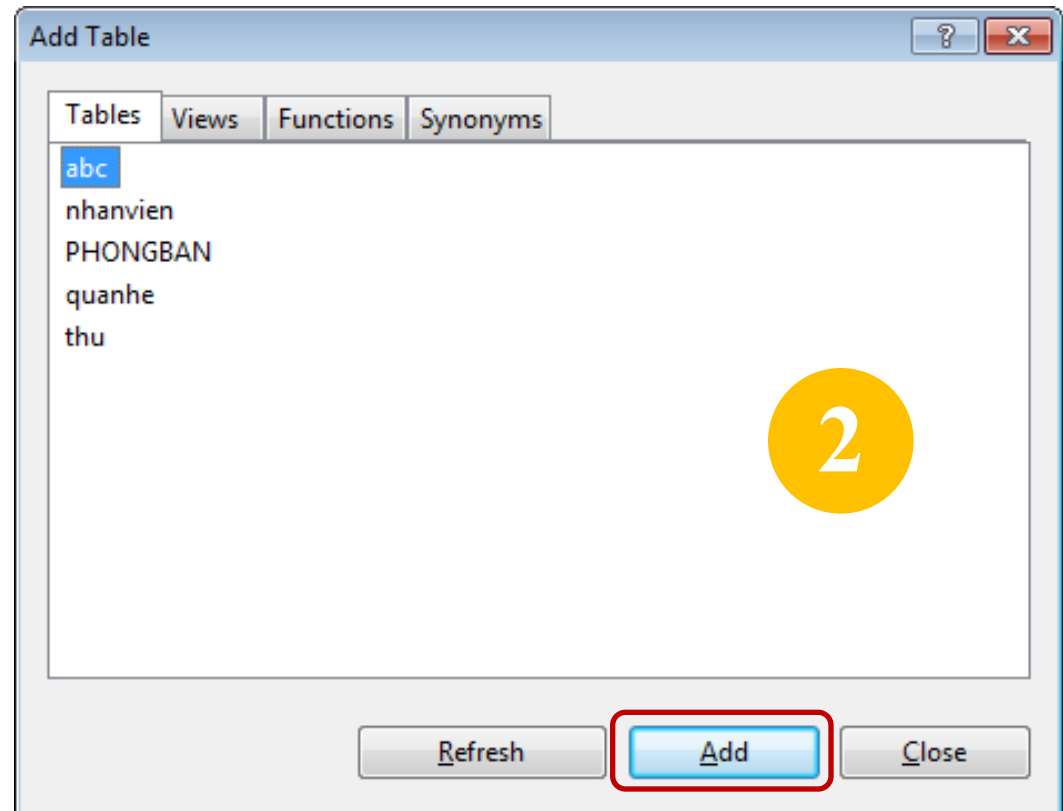 Add Table
Tables Views Functions Synonyms
abc
nhanvien
PHONGBAN
quanhe
thu
2
Refresh Add Close